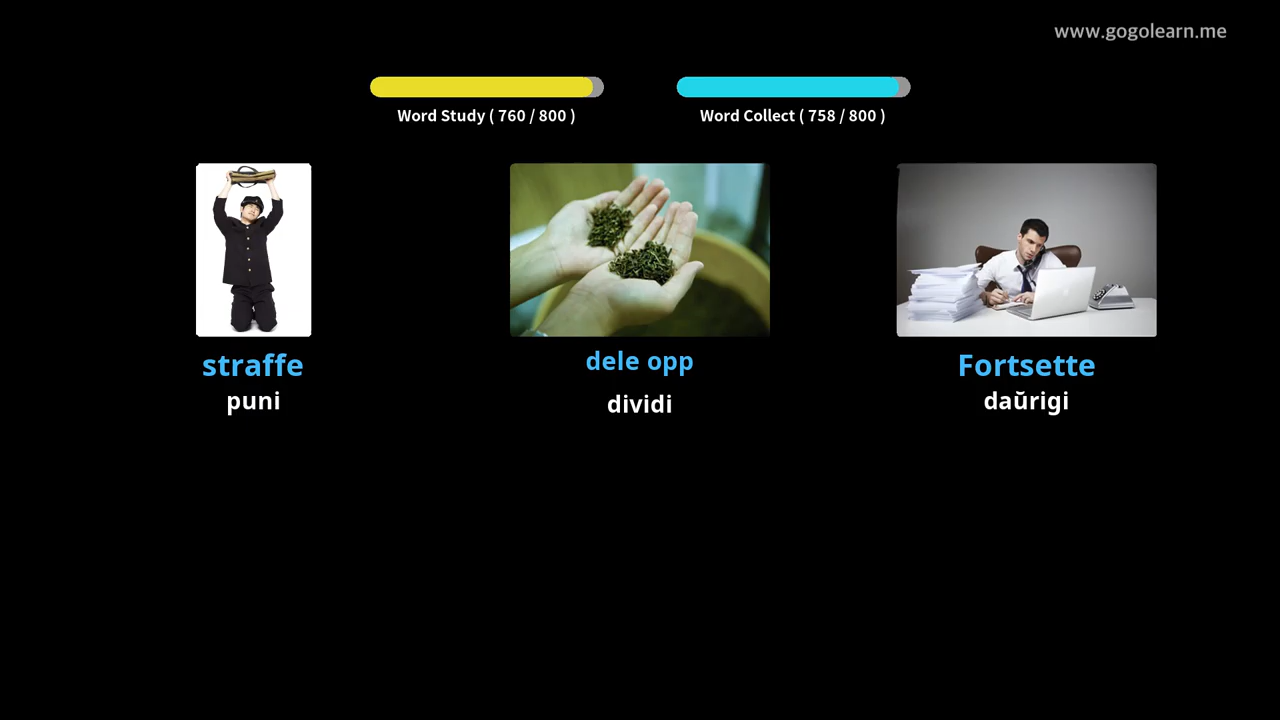 www.gogolearn.me
Word Study ( 760 / 800 )
Word Collect ( 758 / 800 )
straffe
puni
dele opp
dividi
Fortsette
daŭrigi